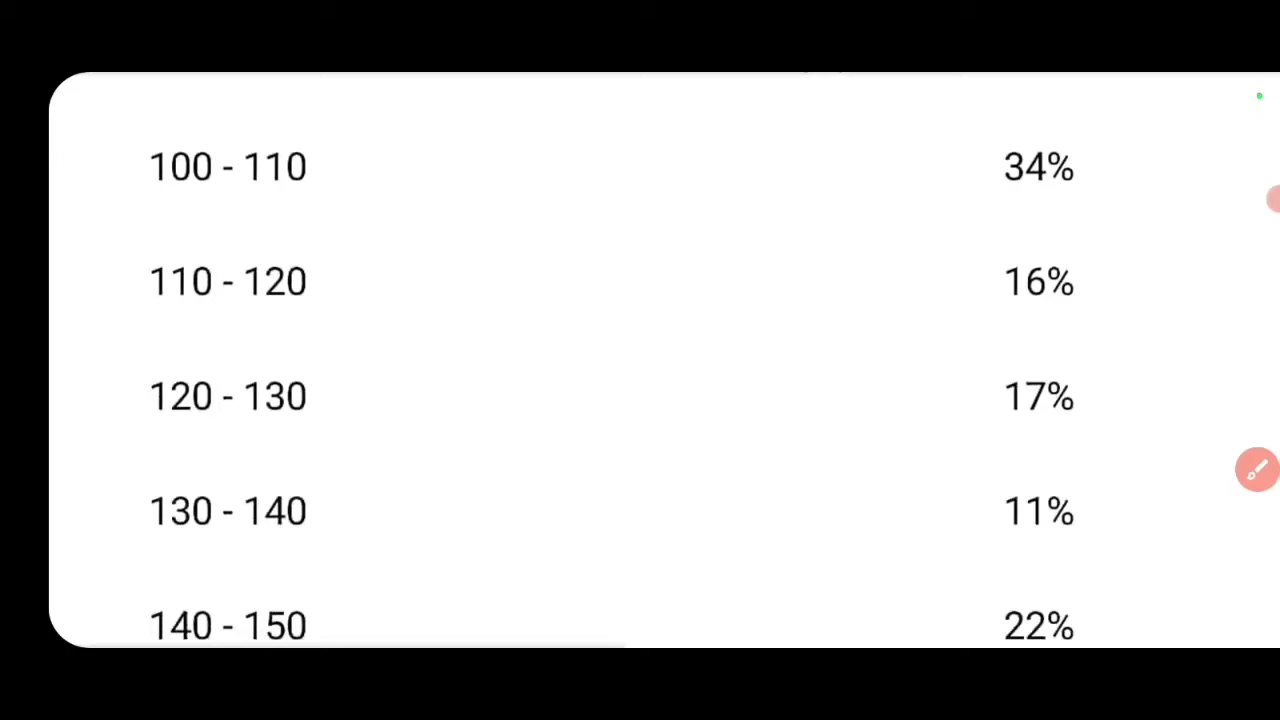 100 - 110 34%
110 - 120 16%
120 - 130 17%
130 - 140 11%
140 - 150 22%